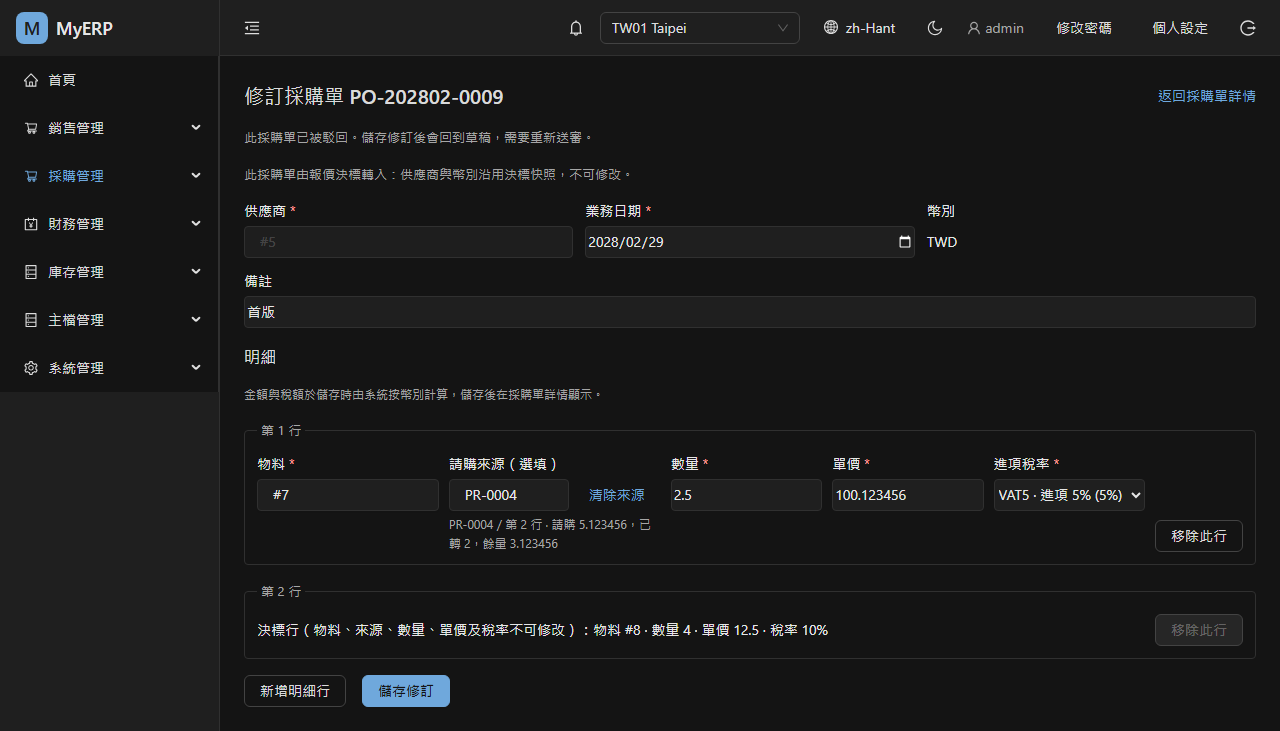 M MyERP
TW01 Taipei
zh-Hant
admin
修改密碼
個人設定
首頁
銷售管理
採購管理
財務管理
庫存管理
主檔管理
系統管理
修訂採購單 PO-202802-0009
返回採購單詳情
此採購單已被駁回。儲存修訂後會回到草稿，需要重新送審。
此採購單由報價決標轉入：供應商與幣別沿用決標快照，不可修改。
供應商 * 業務日期 * 幣別
#5 2028/02/29 TWD
備註
首版
明細
金額與稅額於儲存時由系統按幣別計算，儲存後在採購單詳情顯示。
第 1 行
物料 * 請購來源（選填） 數量 * 單價 * 進項稅率 *
#7 PR-0004 清除來源 2.5 100.123456 VAT5 · 進項 5% (5%)
PR-0004 / 第 2 行 · 請購 5.123456，已
轉 2，餘量 3.123456
移除此行
第 2 行
決標行（物料、來源、數量、單價及稅率不可修改）：物料 #8 · 數量 4 · 單價 12.5 · 稅率 10%
移除此行
新增明細行 儲存修訂